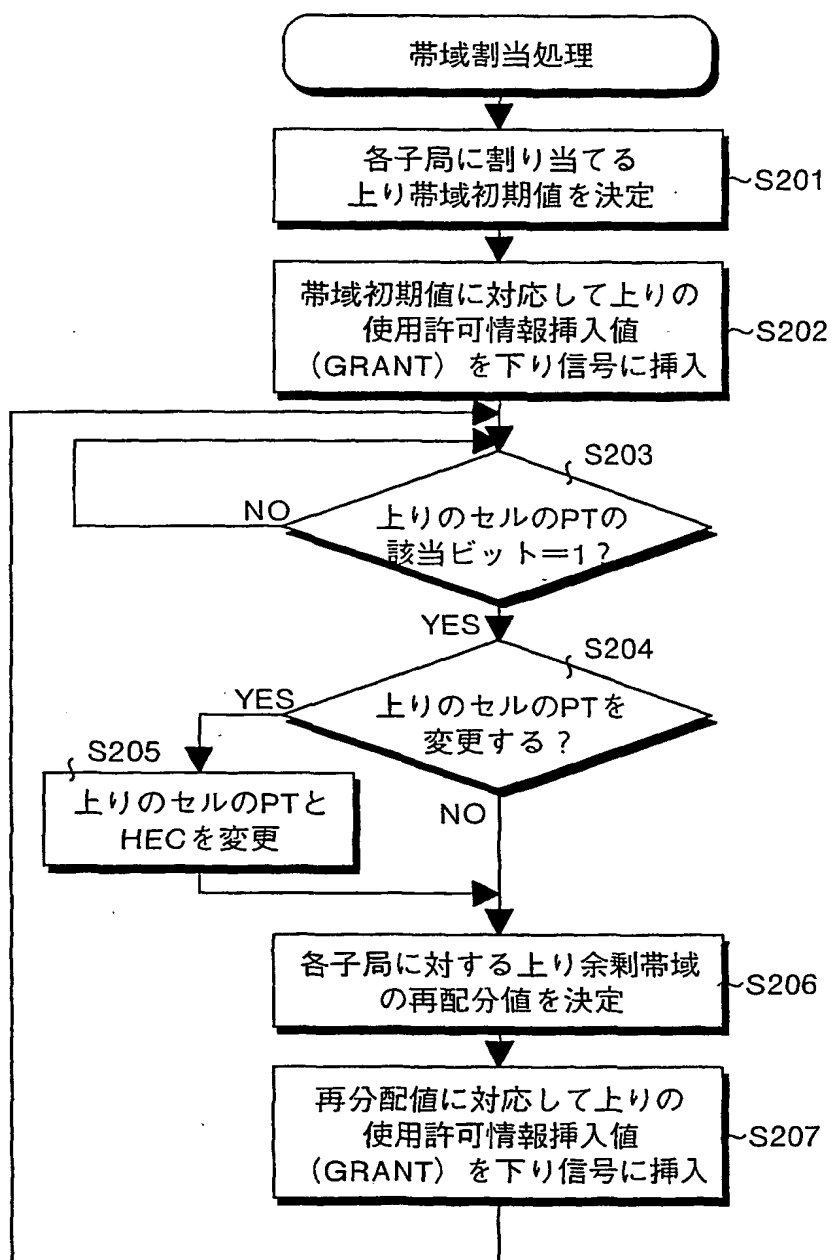 帯域割当処理
各子局に割り当てる
上り帯域初期値を決定
S201
帯域初期値に対応して上りの
使用許可情報挿入値
(GRANT)を下り信号に挿入
S202
S203
NO
上りのセルのPTの
該当ビット=1?
YES
S204
YES
上りのセルのPTを
変更する?
S205
上りのセルのPTと
HECを変更
NO
各子局に対する上り余剰帯域
の再配分値を決定
S206
再分配値に対応して上りの
使用許可情報挿入値
(GRANT)を下り信号に挿入
S207